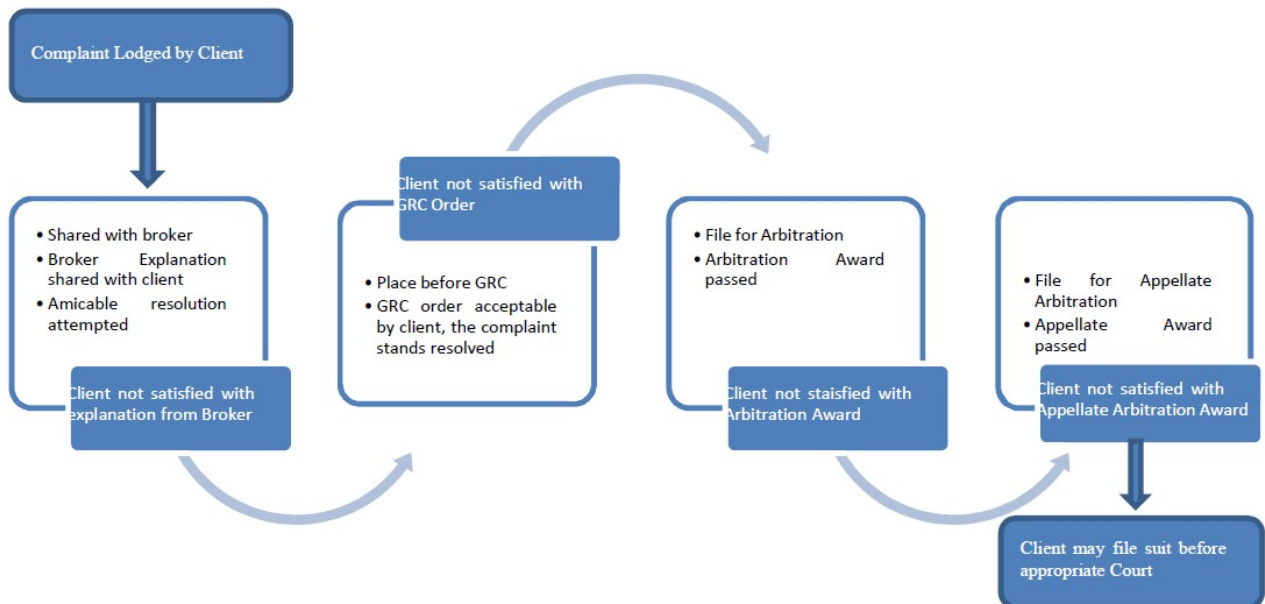 Complaint Lodged by Client
• Shared with broker
• Broker Explanation
shared with client
• Amicable resolution
attempted
Client not satisfied with
explanation from Broker
Client not satisfied with
GRC Order
• Place before GRC
• GRC order acceptable
by client, the complaint
stands resolved
• File for Arbitration
• Arbitration Award
passed
Client not staisfied with
Arbitration Award
• File for Appellate
Arbitration
• Appellate Award
passed
Client not satisfied with
Appellate Arbitration Award
Client may file suit before
appropriate Court